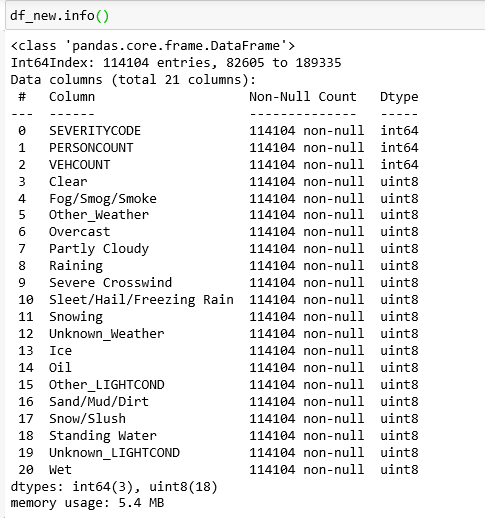 df_new.info()
<class 'pandas.core.frame.DataFrame'>
Int64Index: 114104 entries, 82605 to 189335
Data columns (total 21 columns):
 #   Column                      Non-Null Count   Dtype
---  ------                      --------------   -----
 0   SEVERITYCODE                114104 non-null  int64
 1   PERSONCOUNT                 114104 non-null  int64
 2   VEHCOUNT                    114104 non-null  int64
 3   Clear                       114104 non-null  uint8
 4   Fog/Smog/Smoke              114104 non-null  uint8
 5   Other_Weather               114104 non-null  uint8
 6   Overcast                    114104 non-null  uint8
 7   Partly Cloudy               114104 non-null  uint8
 8   Raining                     114104 non-null  uint8
 9   Severe Crosswind            114104 non-null  uint8
 10  Sleet/Hail/Freezing Rain    114104 non-null  uint8
 11  Snowing                     114104 non-null  uint8
 12  Unknown_Weather             114104 non-null  uint8
 13  Ice                         114104 non-null  uint8
 14  Oil                         114104 non-null  uint8
 15  Other_LIGHTCOND             114104 non-null  uint8
 16  Sand/Mud/Dirt               114104 non-null  uint8
 17  Snow/Slush                  114104 non-null  uint8
 18  Standing Water              114104 non-null  uint8
 19  Unknown_LIGHTCOND           114104 non-null  uint8
 20  Wet                         114104 non-null  uint8
dtypes: int64(3), uint8(18)
memory usage: 5.4 MB